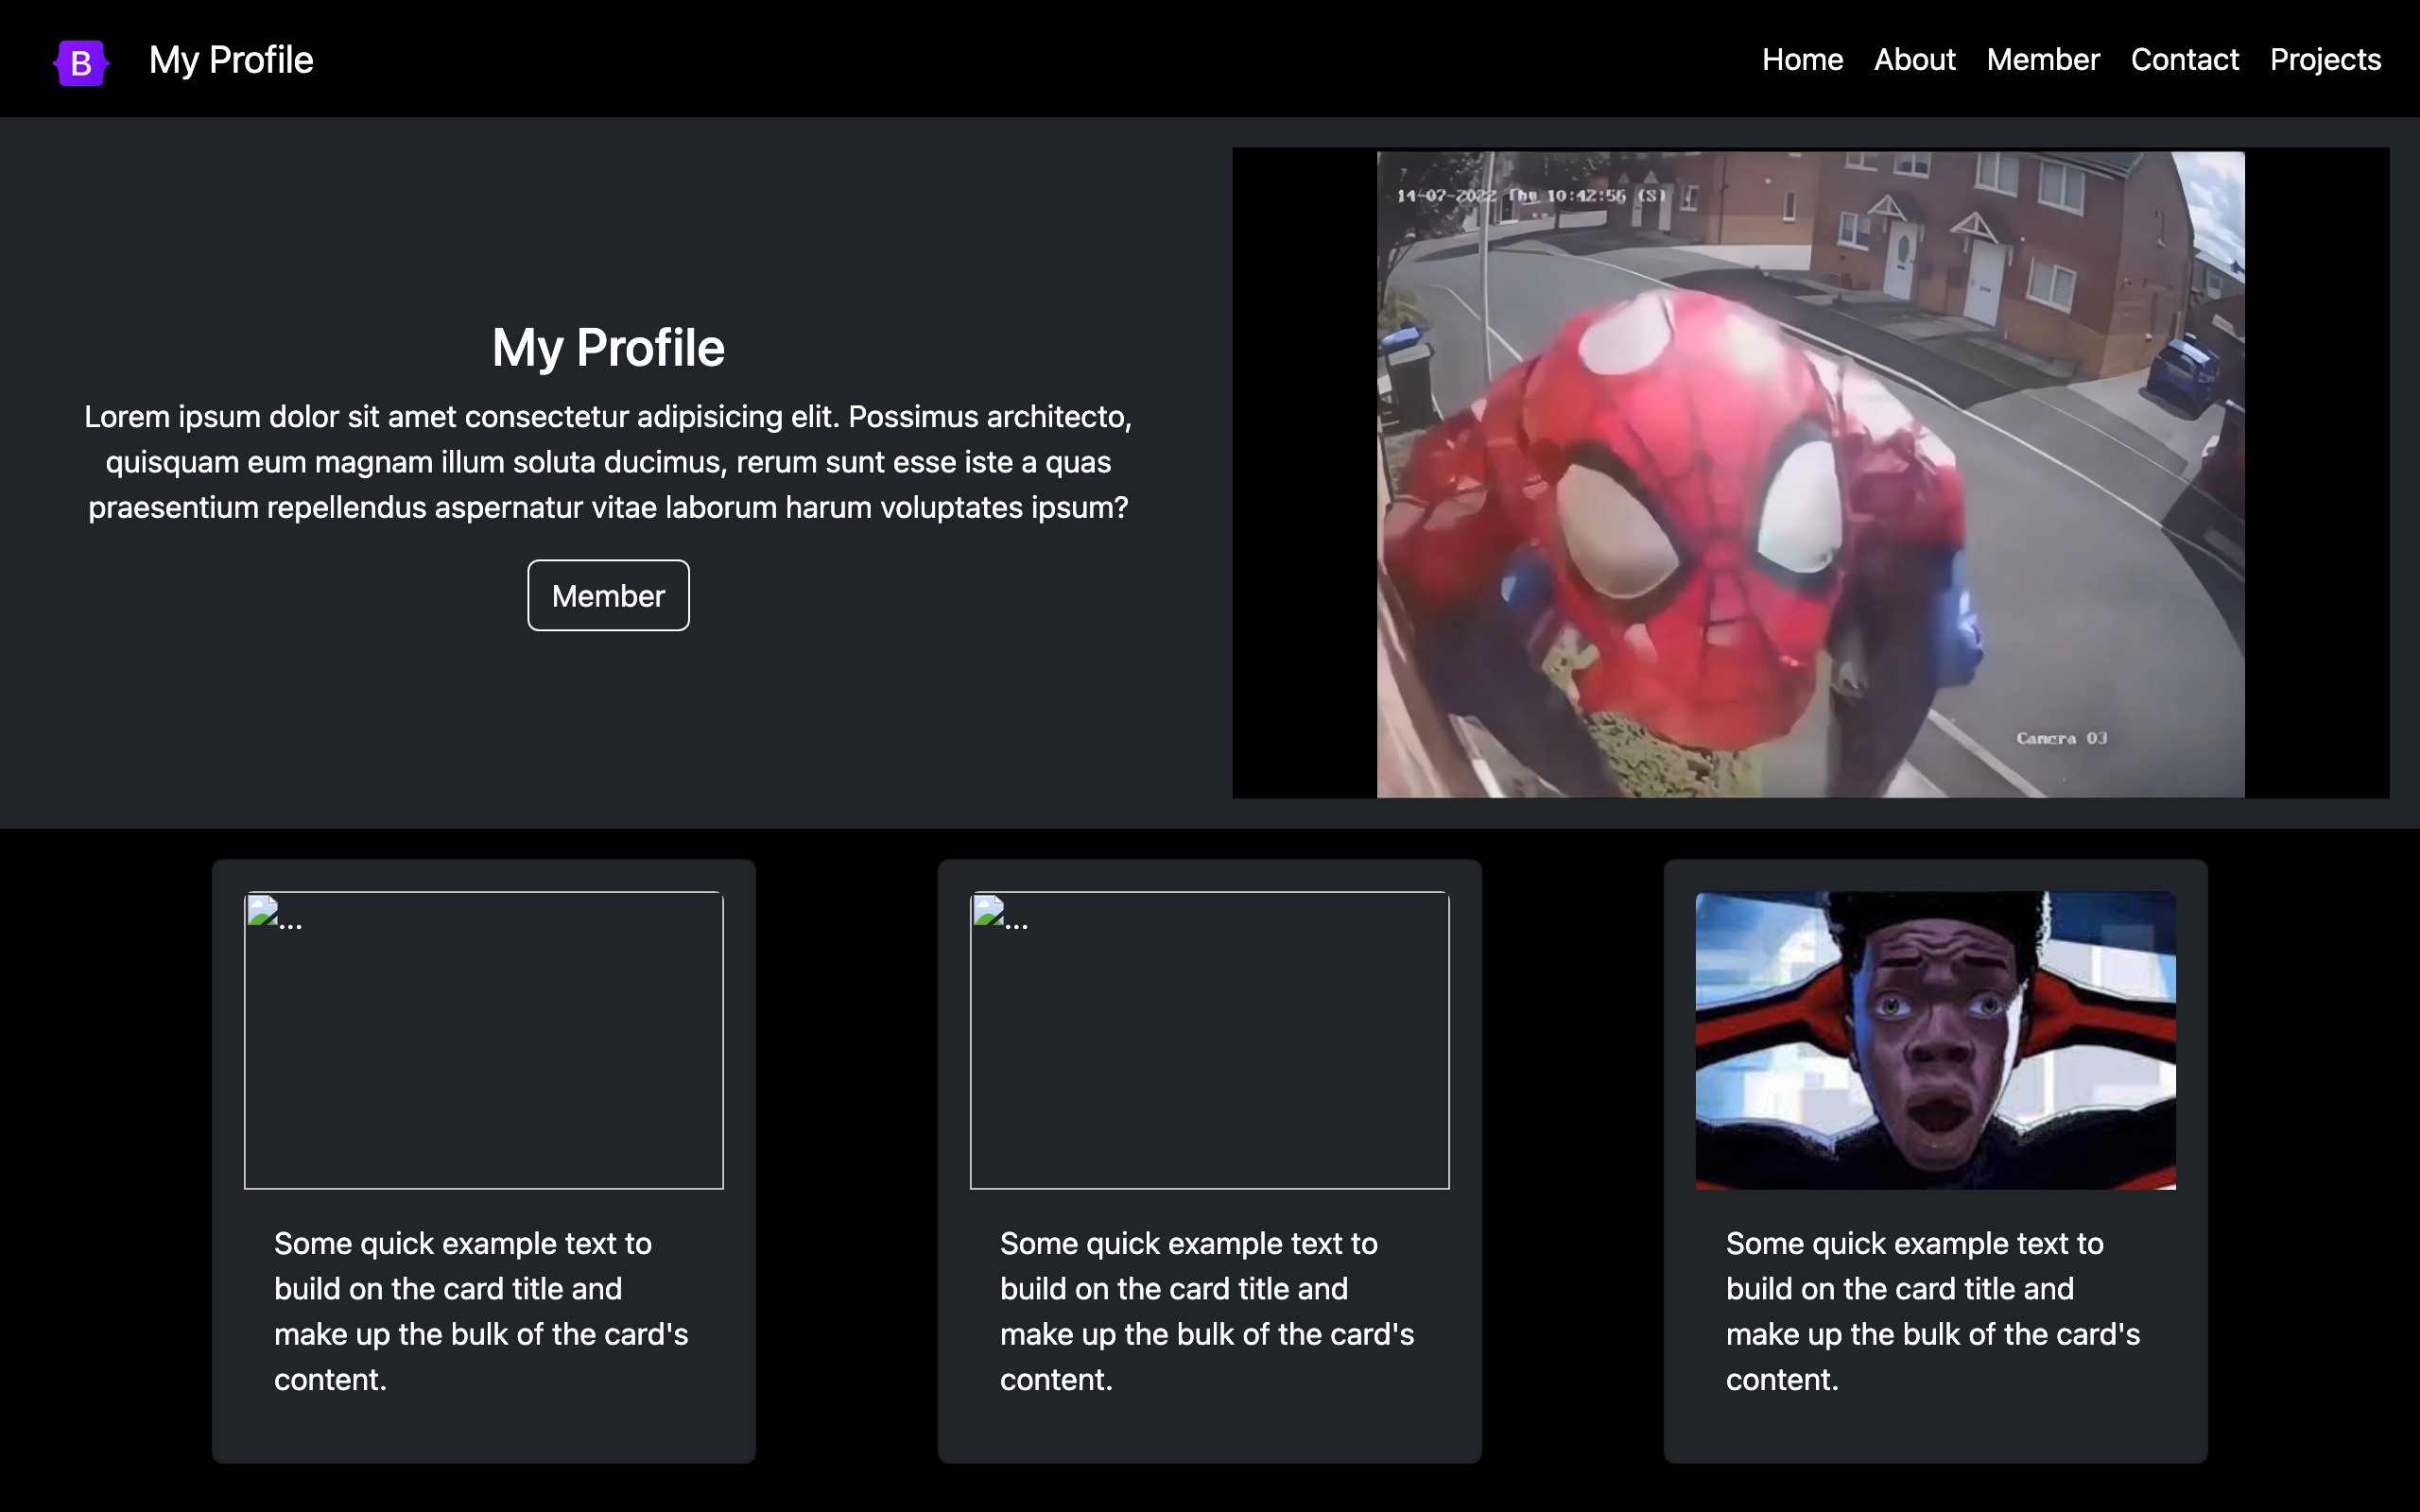 B
My Profile
Home About Member Contact Projects
14-07-2022 Thu 10:42:56 (S)
My Profile
Lorem ipsum dolor sit amet consectetur adipisicing elit. Possimus architecto,
quisquam eum magnam illum soluta ducimus, rerum sunt esse iste a quas
praesentium repellendus aspernatur vitae laborum harum voluptates ipsum?
Member
Camera 03
...
...
Some quick example text to
build on the card title and
make up the bulk of the card's
content.
Some quick example text to
build on the card title and
make up the bulk of the card's
content.
Some quick example text to
build on the card title and
make up the bulk of the card's
content.